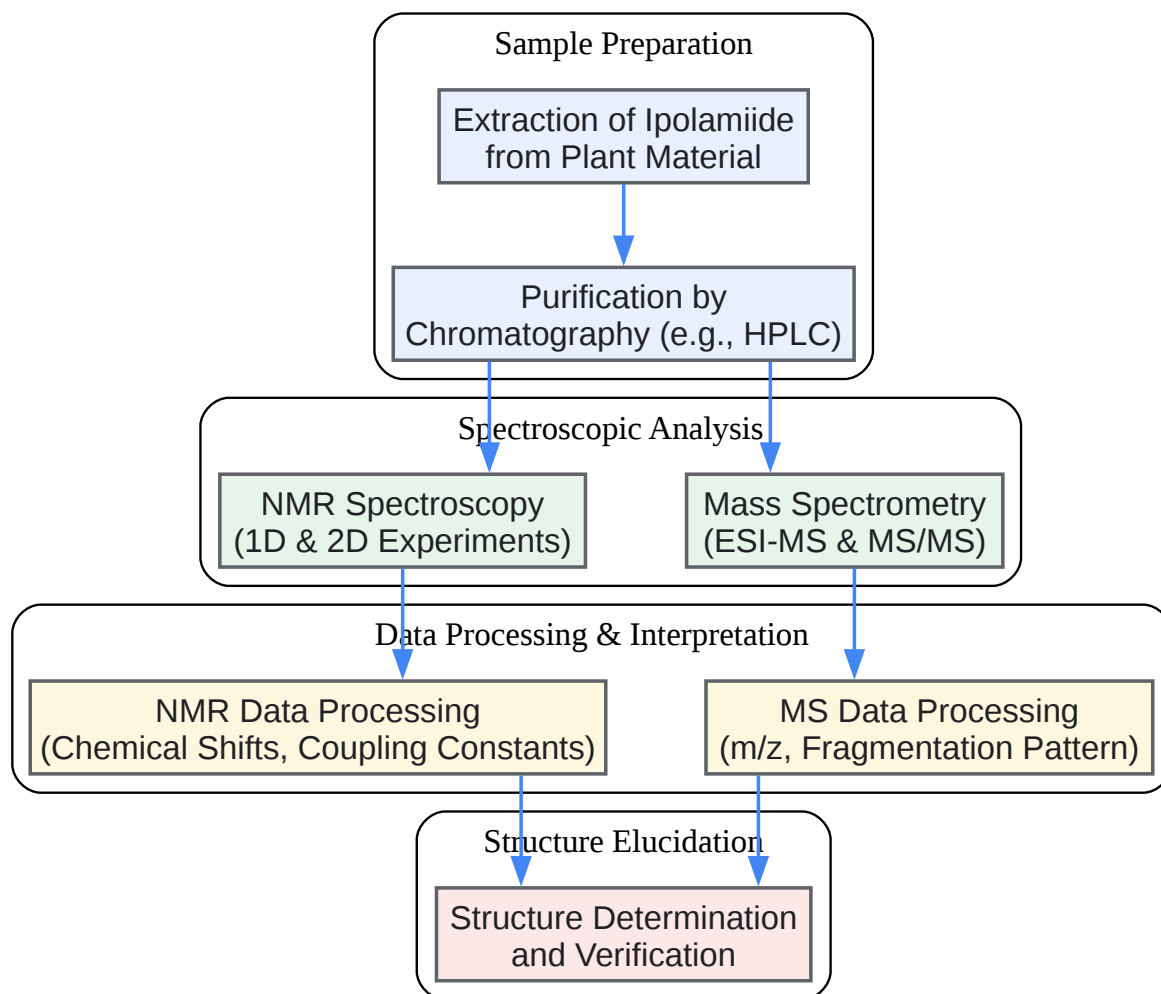 Sample Preparation
Extraction of Ipolamiide
from Plant Material
Purification by
Chromatography (e.g., HPLC)
Spectroscopic Analysis
NMR Spectroscopy
(1D & 2D Experiments)
Mass Spectrometry
(ESI-MS & MS/MS)
Data Processing & Interpretation
NMR Data Processing
(Chemical Shifts, Coupling Constants)
MS Data Processing
(m/z, Fragmentation Pattern)
Structure Elucidation
Structure Determination
and Verification